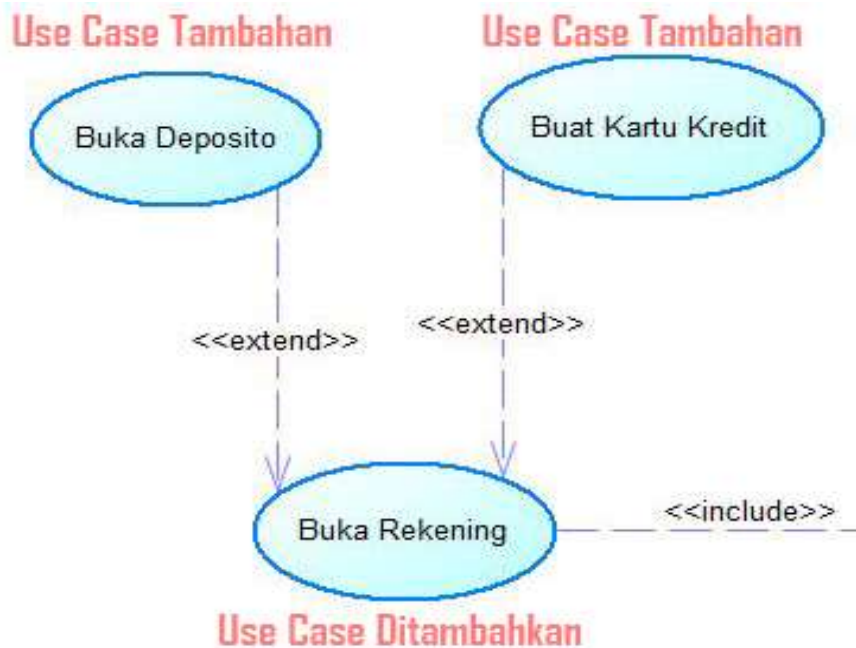 Use Case Tambahan
Use Case Tambahan
Buka Deposito
Buat Kartu Kredit
<<extend>>
<<extend>>
Buka Rekening
<<include>>
Use Case Ditambahkan